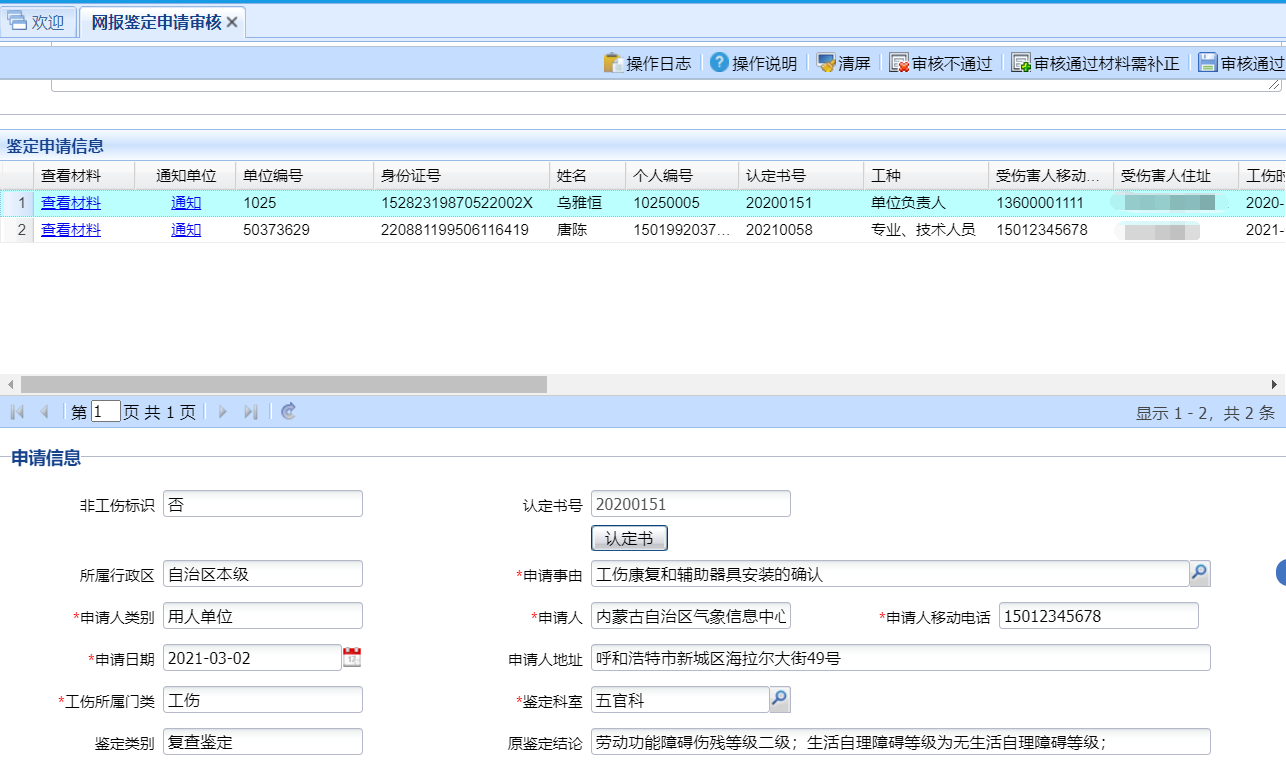 欢迎 网报鉴定申请审核
操作日志 操作说明 清屏 审核不通过 审核通过材料需补正 审核通过
鉴定申请信息
查看材料 通知单位 单位编号 身份证号 姓名 个人编号 认定书号 工种 受伤害人移动... 受伤害人住址 工伤时
1 查看材料 通知 1025 15282319870522002X 乌雅恒 10250005 20200151 单位负责人 13600001111 2020-
2 查看材料 通知 50373629 220881199506116419 唐陈 1501992037... 20210058 专业、技术人员 15012345678 2021-
第 1 页 共 1 页 显示 1 - 2，共 2 条
申请信息
非工伤标识 否 认定书号 20200151
认定书
所属行政区 自治区本级 *申请事由 工伤康复和辅助器具安装的确认
*申请人类别 用人单位 *申请人 内蒙古自治区气象信息中心 *申请人移动电话 15012345678
*申请日期 2021-03-02 申请人地址 呼和浩特市新城区海拉尔大街49号
*工伤所属门类 工伤 *鉴定科室 五官科
鉴定类别 复查鉴定 原鉴定结论 劳动功能障碍伤残等级二级；生活自理障碍等级为无生活自理障碍等级；